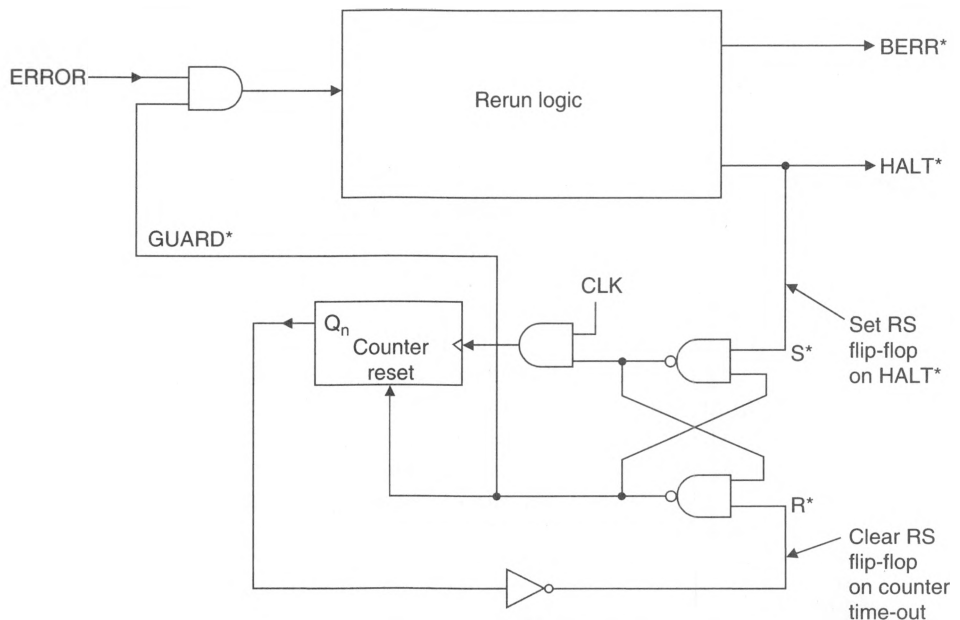 BERR*
ERROR
Rerun logic
HALT*
GUARD*
CLK
Qn
Counter
reset
S*
Set RS
flip-flop
on HALT*
R*
Clear RS
flip-flop
on counter
time-out